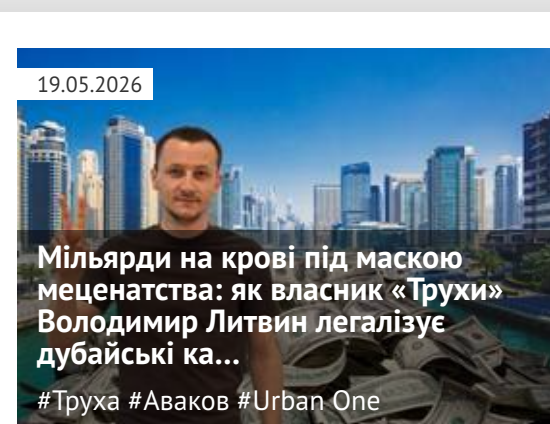 19.05.2026
Мільярди на крові під маскою
меценатства: як власник «Трухи»
Володимир Литвин легалізує
дубайські ка...
#Труха #Аваков #Urban One